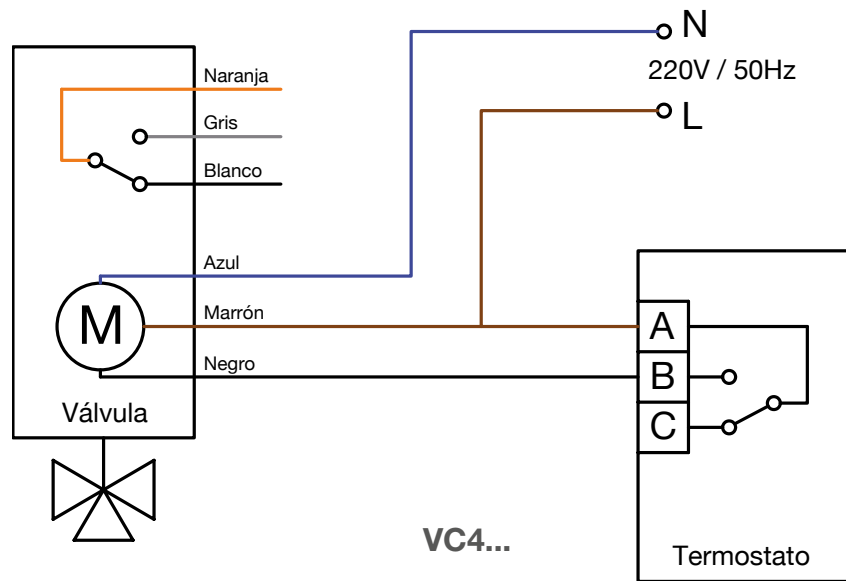 N
220V / 50Hz
L
Naranja
Gris
Blanco
Azul
Marrón
Negro
M
Válvula
A
B
C
VC4...
Termostato